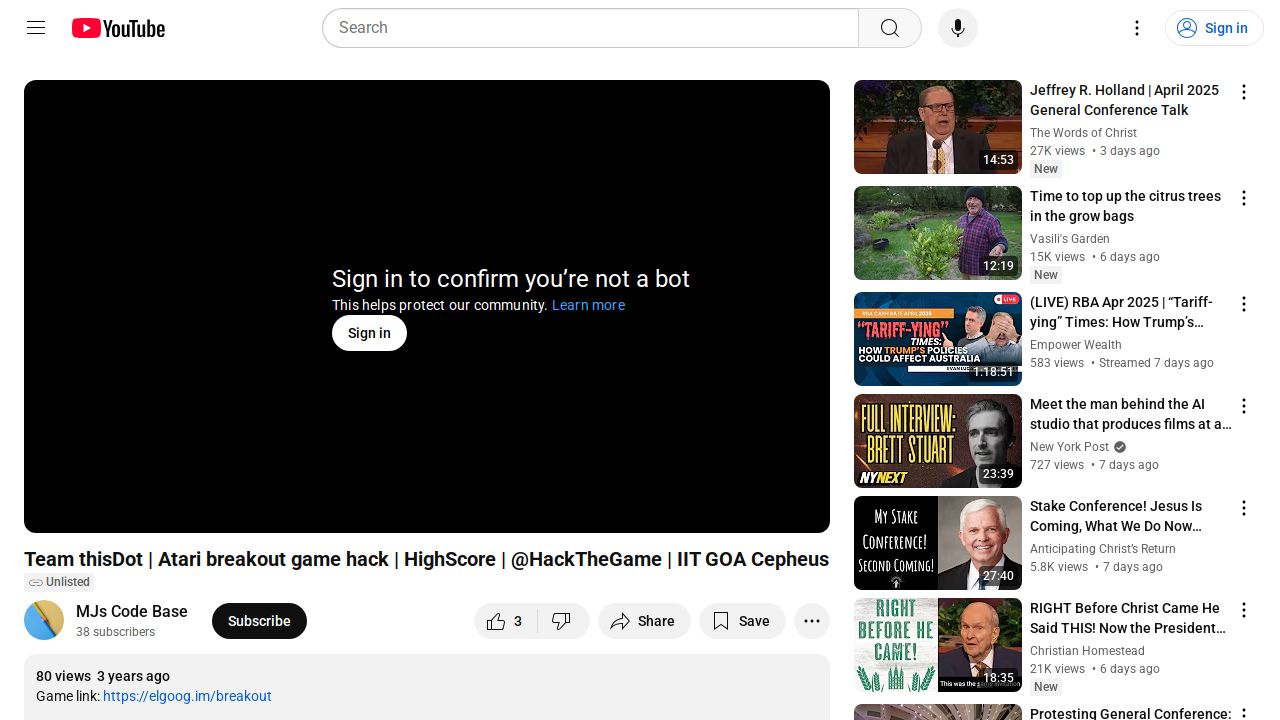 YouTube
Search
Sign in
Sign in to confirm you’re not a bot
This helps protect our community. Learn more
Sign in
Team thisDot | Atari breakout game hack | HighScore | @HackTheGame | IIT GOA Cepheus
Unlisted
MJs Code Base
38 subscribers
Subscribe
3
Share
Save
80 views 3 years ago
Game link: https://elgoog.im/breakout
14:53
Jeffrey R. Holland | April 2025
General Conference Talk
The Words of Christ
27K views • 3 days ago
New
12:19
Time to top up the citrus trees
in the grow bags
Vasili's Garden
15K views • 6 days ago
New
LIVE
RBA CASH RATE APRIL 2025
“TARIFF-YING”
TIMES:
HOW TRUMP’S POLICIES
COULD AFFECT AUSTRALIA
1:18:51
(LIVE) RBA Apr 2025 | “Tariff-
ying” Times: How Trump’s…
Empower Wealth
583 views • Streamed 7 days ago
FULL INTERVIEW:
BRETT STUART
NYNEXT
23:39
Meet the man behind the AI
studio that produces films at a…
New York Post
727 views • 7 days ago
MY STAKE
CONFERENCE!
SECOND COMING!
27:40
Stake Conference! Jesus Is
Coming, What We Do Now…
Anticipating Christ’s Return
5.8K views • 7 days ago
RIGHT
BEFORE HE
CAME!
This was the
18:35
RIGHT Before Christ Came He
Said THIS! Now the President…
Christian Homestead
21K views • 6 days ago
New
Protesting General Conference: